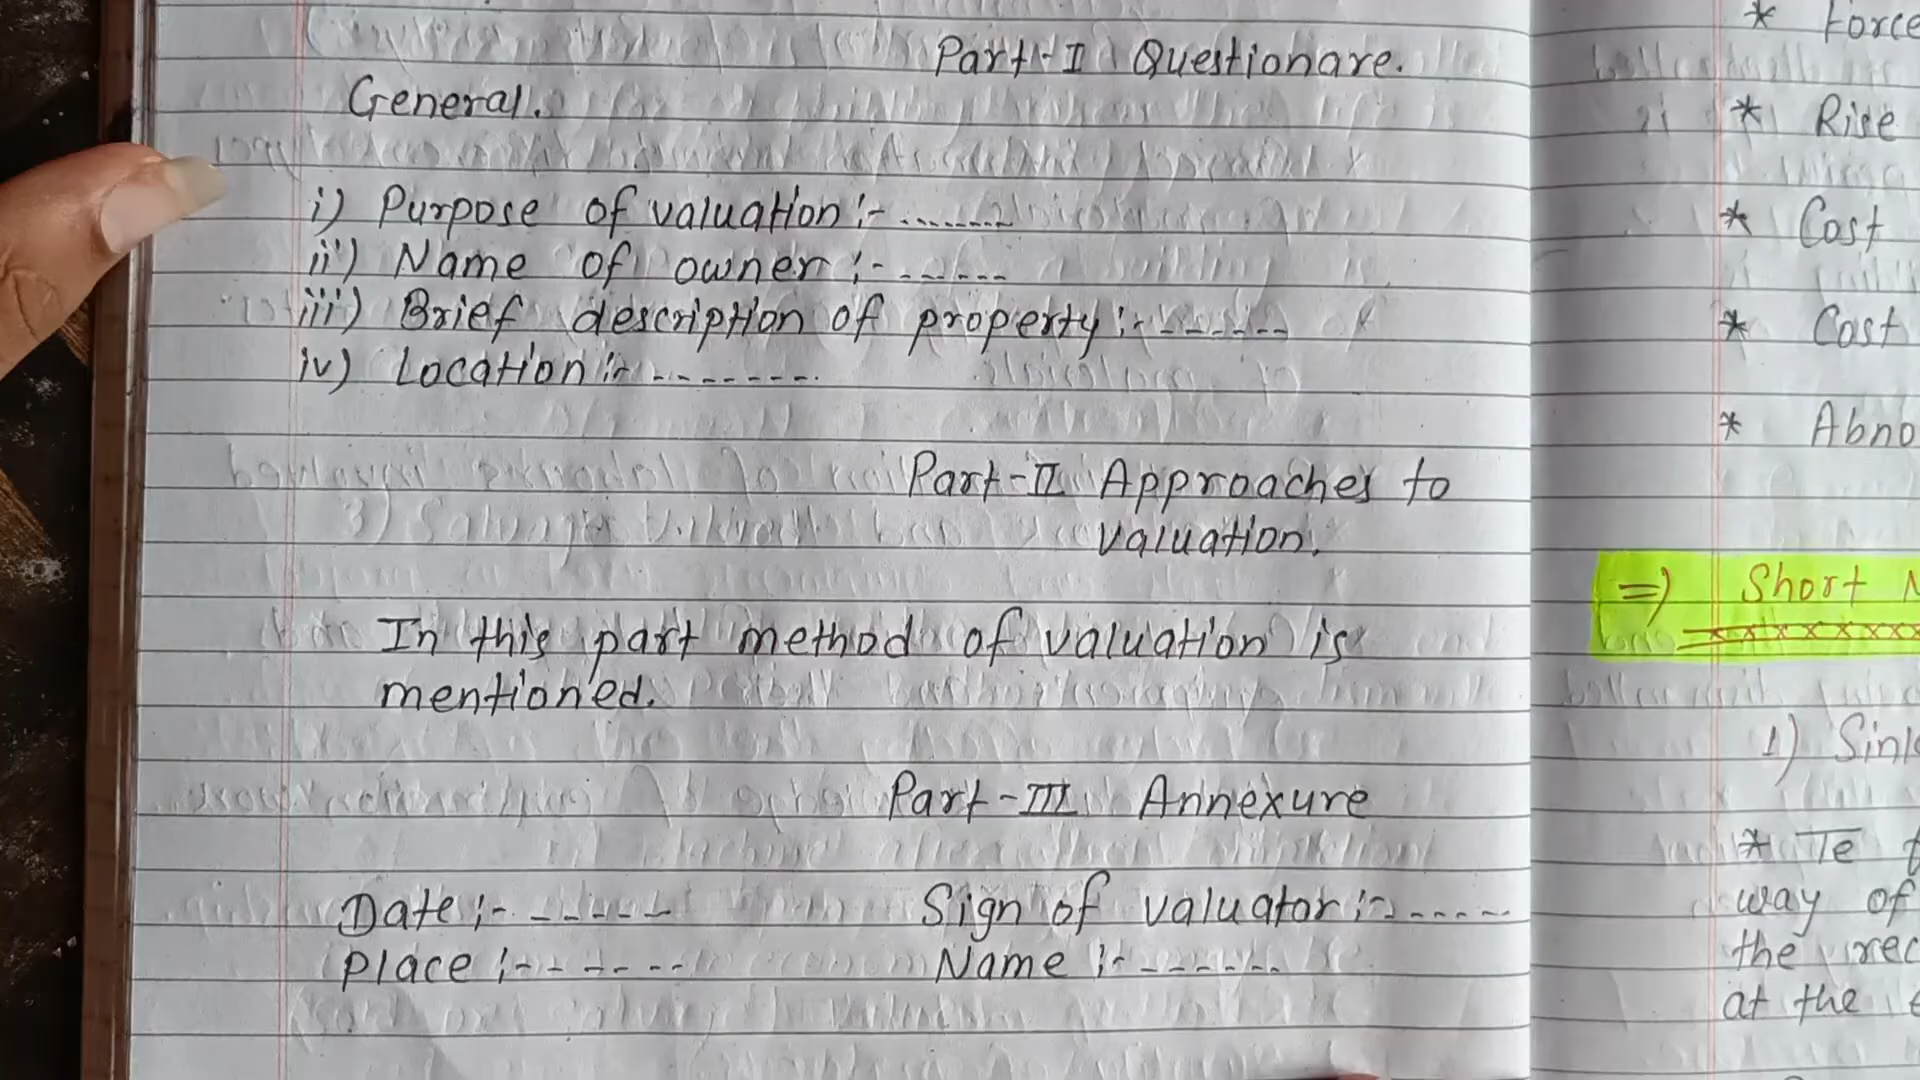 Part-I Questionare.
General.
i) Purpose of valuation :- ........
ii) Name of owner :- ------
iii) Brief description of property :- ------
iv) Location :- --------.
Part-II Approaches to
valuation.
In this part method of valuation is
mentioned.
Part-III Annexure
Date :- ----- Sign of valuator :- -----
place :- ------ Name :- ------
* Force
* Rise
* Cost
* Cost
* Abno
=) Short N
1) Sink
* Te t
way of
the rec
at the